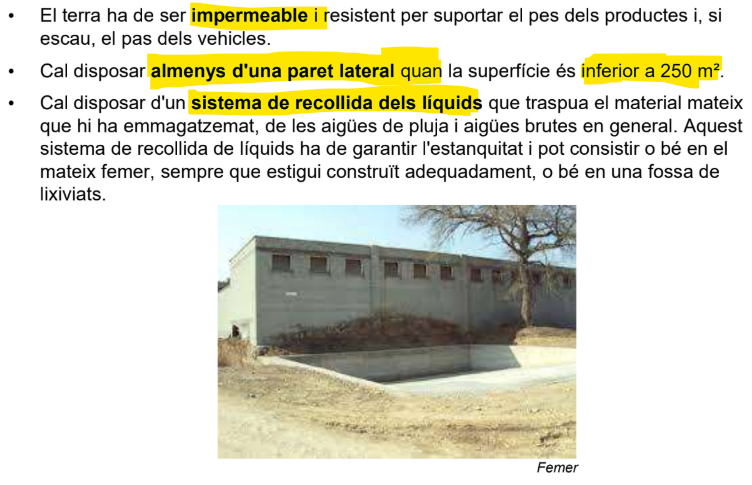 • El terra ha de ser impermeable i resistent per suportar el pes dels productes i, si
escau, el pas dels vehicles.
• Cal disposar almenys d'una paret lateral quan la superfície és inferior a 250 m².
• Cal disposar d'un sistema de recollida dels líquids que traspua el material mateix
que hi ha emmagatzemat, de les aigües de pluja i aigües brutes en general. Aquest
sistema de recollida de líquids ha de garantir l'estanquitat i pot consistir o bé en el
mateix femer, sempre que estigui construït adequadament, o bé en una fossa de
lixiviats.
Femer